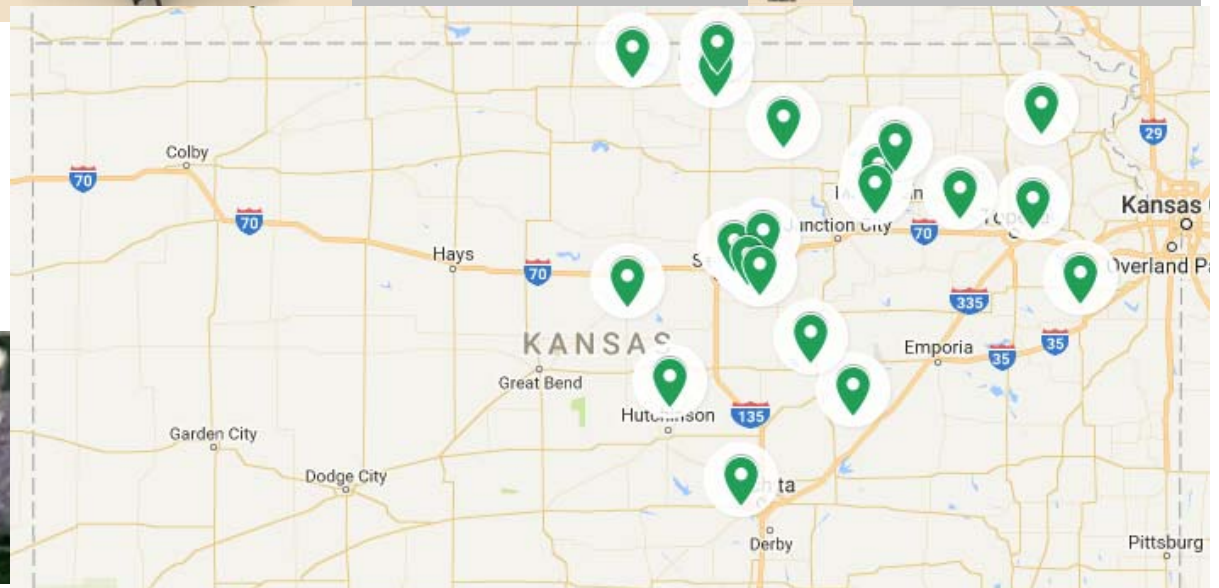 29
Colby
70
70
Kansas
Junction City
70
Hays
70
Overland
335
KANSAS
Emporia
35
35
Great Bend
Hutchinson
135
Garden City
Dodge City
Derby
Pittsburg